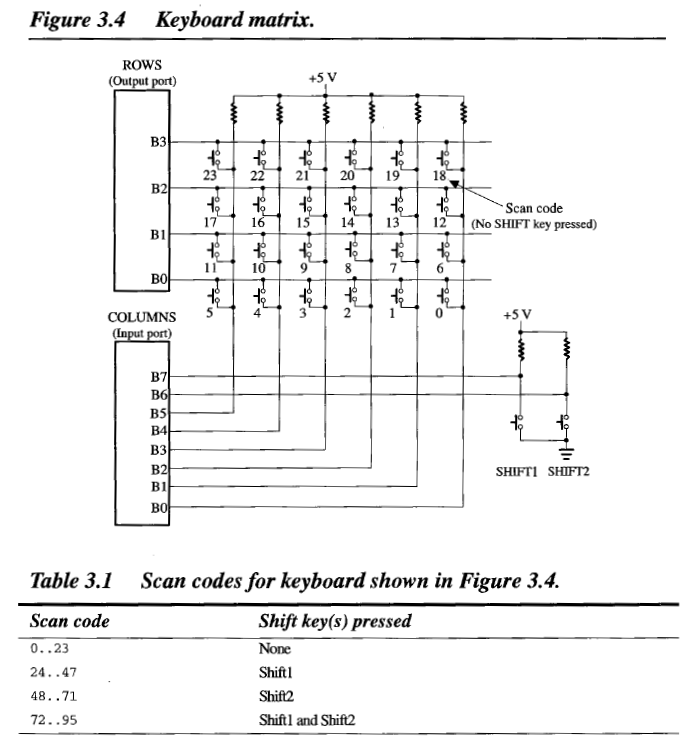 Figure 3.4 Keyboard matrix.
ROWS
(Output port)
+5 V
B3
23 22 21 20 19 18
B2
Scan code
17 16 15 14 13 12 (No SHIFT key pressed)
B1
11 10 9 8 7 6
B0
COLUMNS
5 4 3 2 1 0 +5 V
(Input port)
B7
B6
B5
B4
B3
B2
SHIFT1 SHIFT2
B1
B0
Table 3.1 Scan codes for keyboard shown in Figure 3.4.
Scan code Shift key(s) pressed
0..23 None
24..47 Shift1
48..71 Shift2
72..95 Shift1 and Shift2